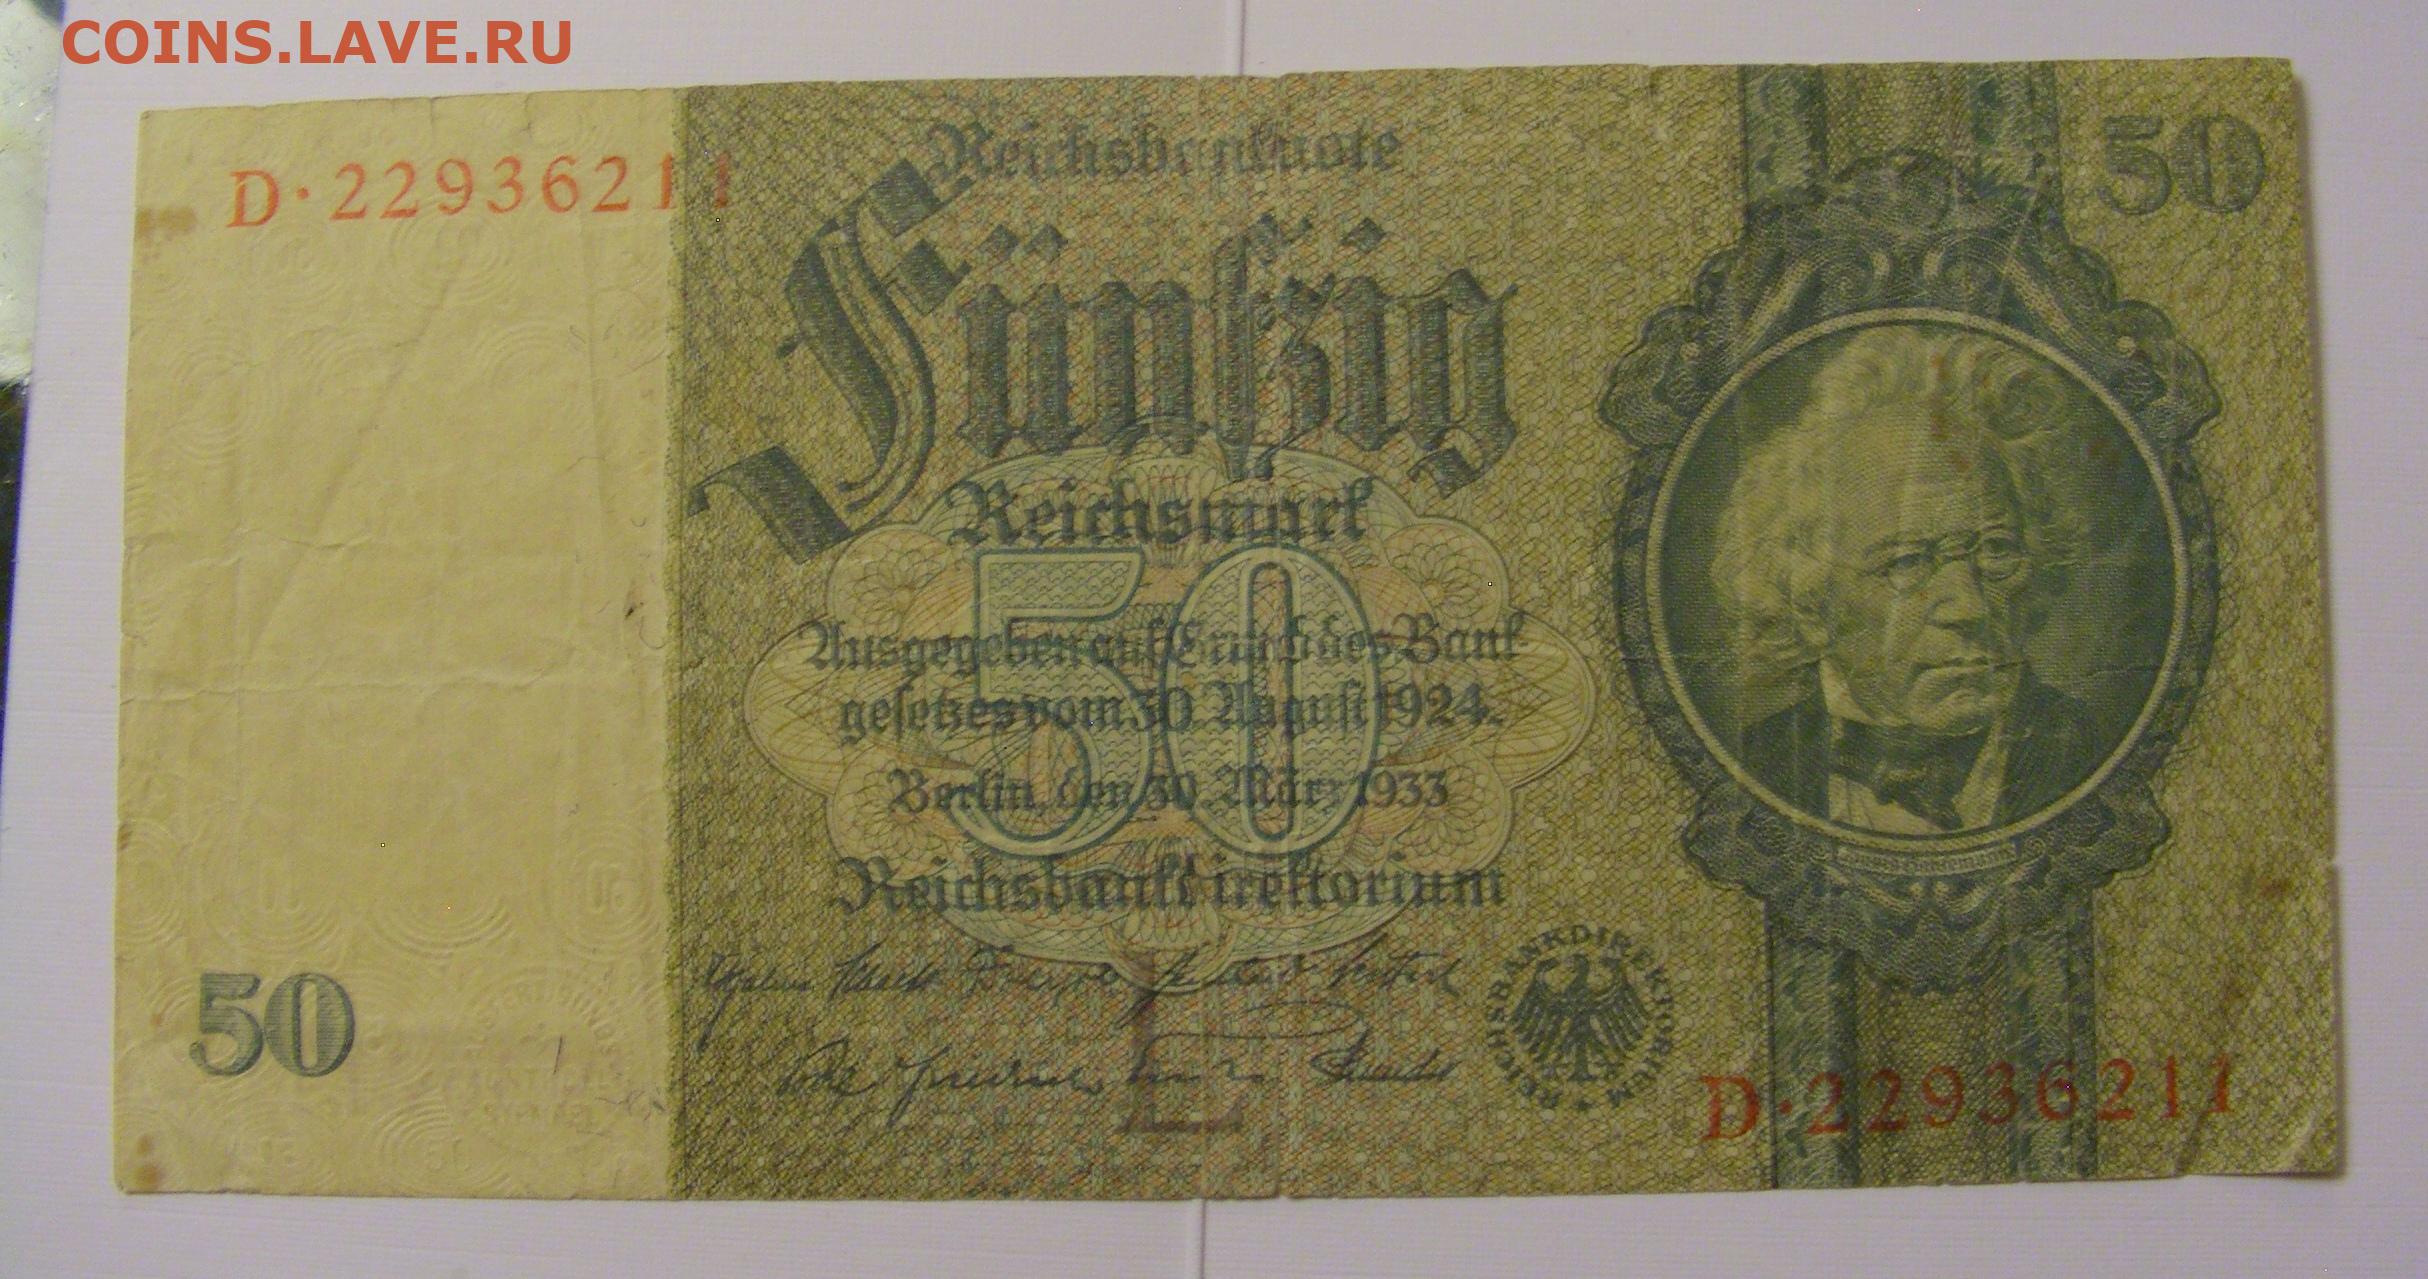 COINS.LAVE.RU
D·22936211
Reichsbanknote
50
Fünfzig
Reichsmark
50
Ausgegeben auf Grund des Bank-
gesetzes vom 30. August 1924.
Berlin, den 30. März 1933
Reichsbankdirektorium
REICHSBANKDIREKTORIUM
50
D·22936211